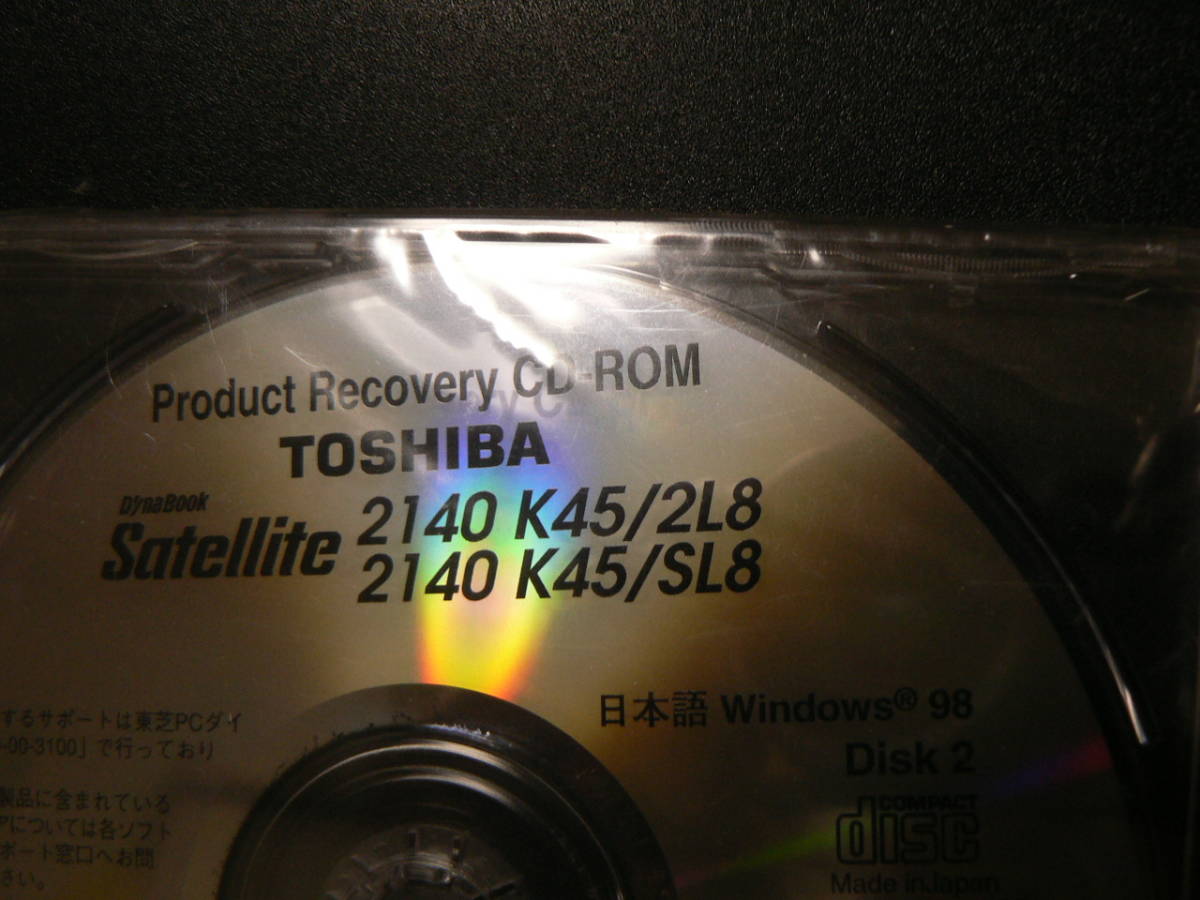 Product Recovery CD-ROM
TOSHIBA
DynaBook
Satellite
2140 K45/2L8
2140 K45/SL8
日本語 Windows® 98
Disk 2
するサポートは東芝PCダイ
-00-3100」で行っており
製品に含まれている
Pについては各ソフト
ポート窓口へお問
さい。
COMPACT
disc
Made in Japan